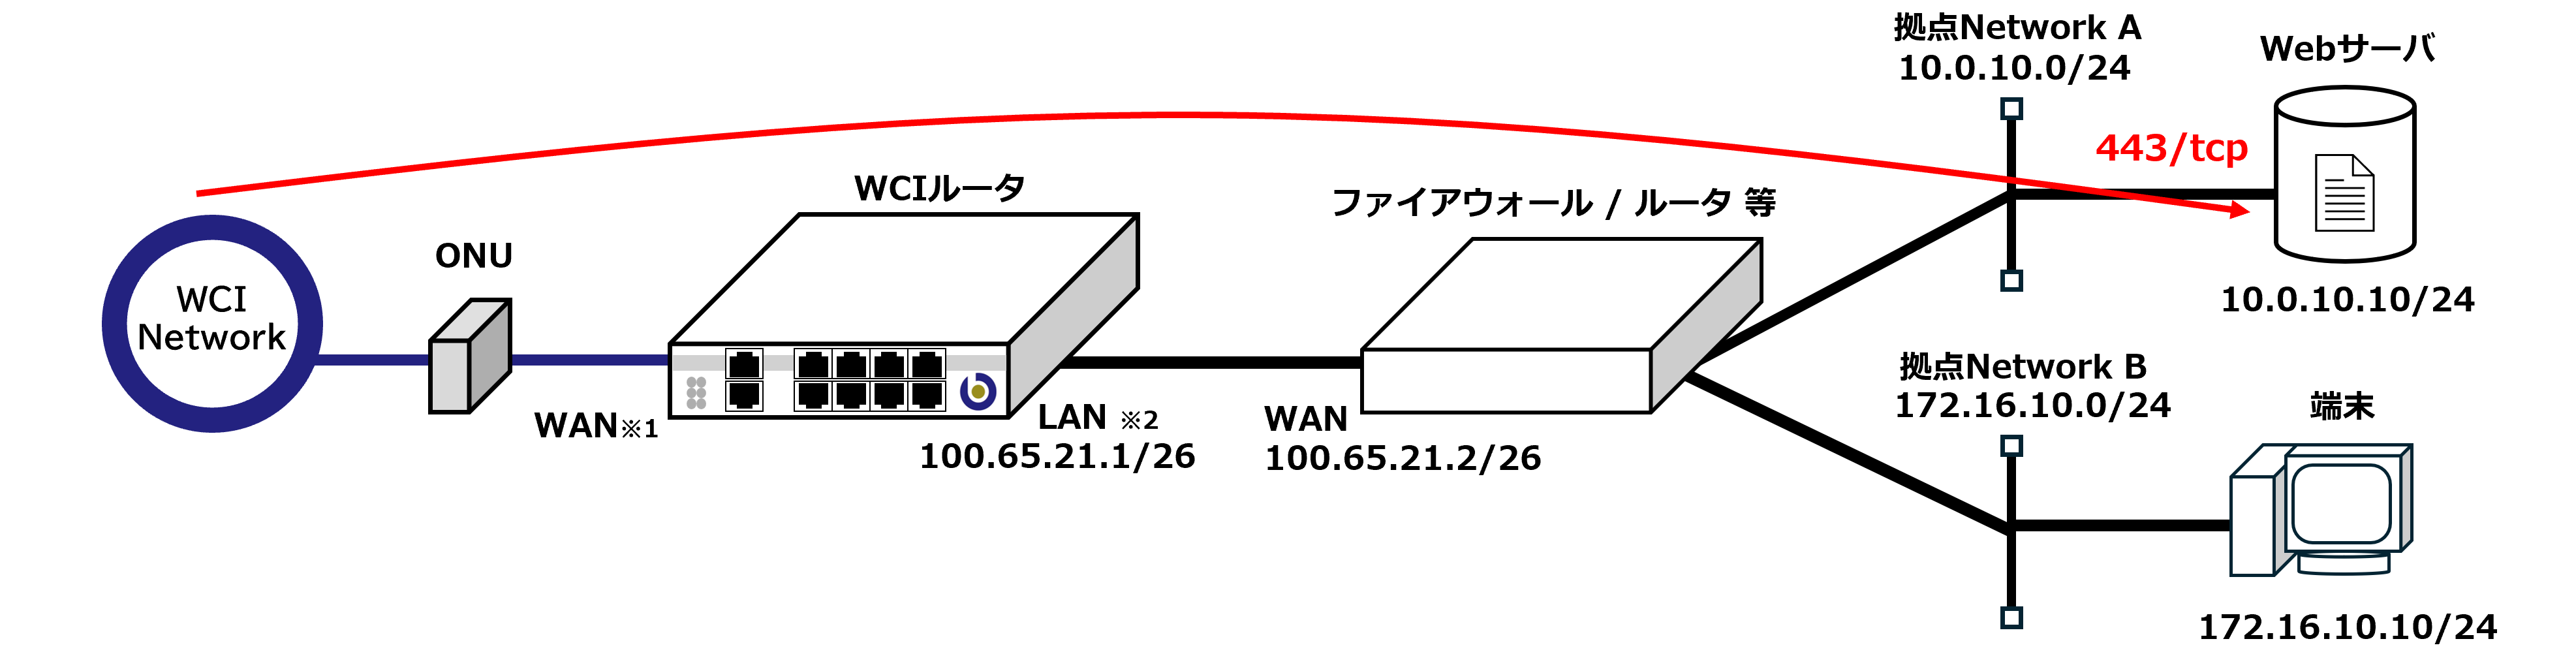 拠点Network A
10.0.10.0/24
Webサーバ
443/tcp
WCIルータ
ファイアウォール / ルータ 等
ONU
WCI
Network
10.0.10.10/24
拠点Network B
172.16.10.0/24
端末
WAN※1
LAN ※2
100.65.21.1/26
WAN
100.65.21.2/26
172.16.10.10/24